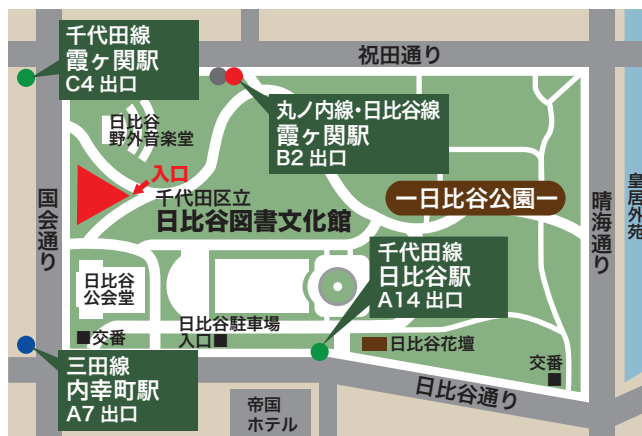 千代田線
霞ヶ関駅
C4 出口
祝田通り
丸ノ内線・日比谷線
霞ヶ関駅
B2 出口
日比谷
野外音楽堂
入口
千代田区立
日比谷図書文化館
ー日比谷公園ー
国会通り
晴海通り
皇居外苑
千代田線
日比谷駅
A14 出口
日比谷
公会堂
■交番
日比谷駐車場
入口■
日比谷花壇
交番
■
三田線
内幸町駅
A7 出口
日比谷通り
帝国
ホテル